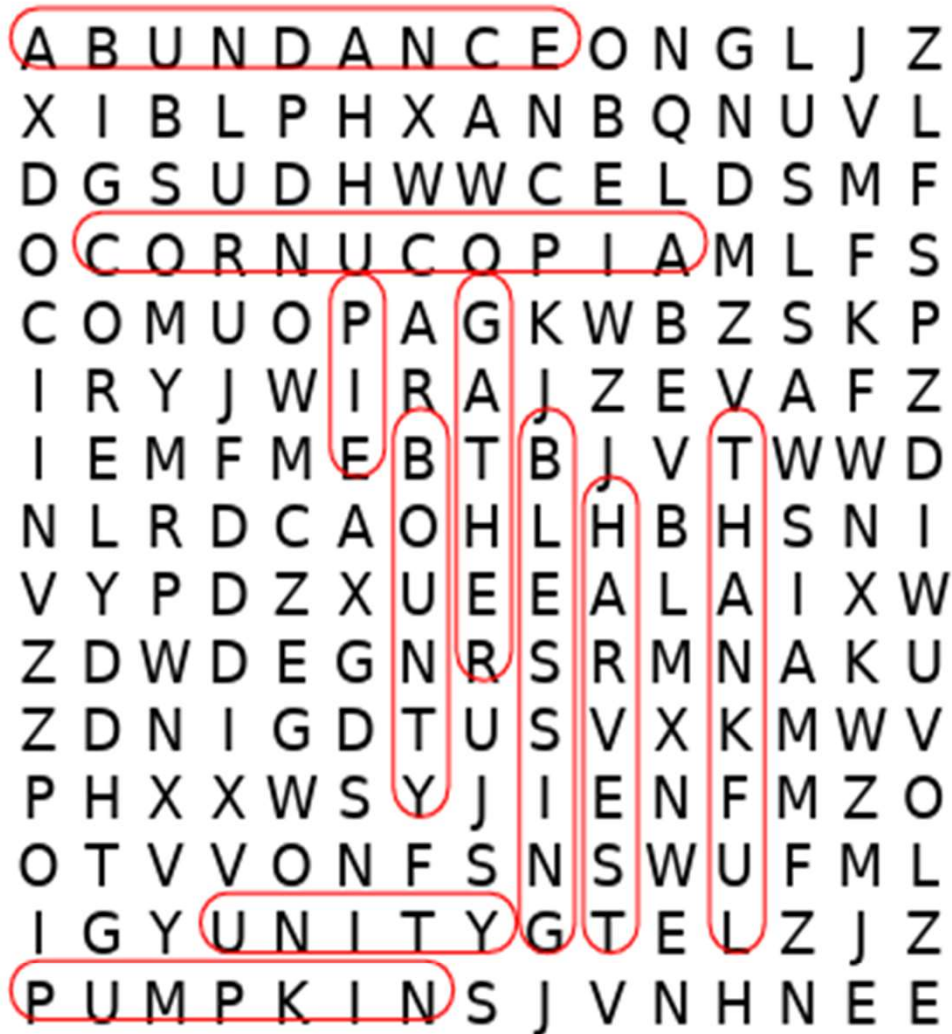 A B U N D A N C E O N G L J Z
X I B L P H X A N B Q N U V L
D G S U D H W W C E L D S M F
O C O R N U C O P I A M L F S
C O M U O P A G K W B Z S K P
I R Y J W I R A J Z E V A F Z
I E M F M E B T B J V T W W D
N L R D C A O H L H B H S N I
V Y P D Z X U E E A L A I X W
Z D W D E G N R S R M N A K U
Z D N I G D T U S V X K M W V
P H X X W S Y J I E N F M Z O
O T V V O N F S N S W U F M L
I G Y U N I T Y G T E L Z J Z
P U M P K I N S J V N H N E E